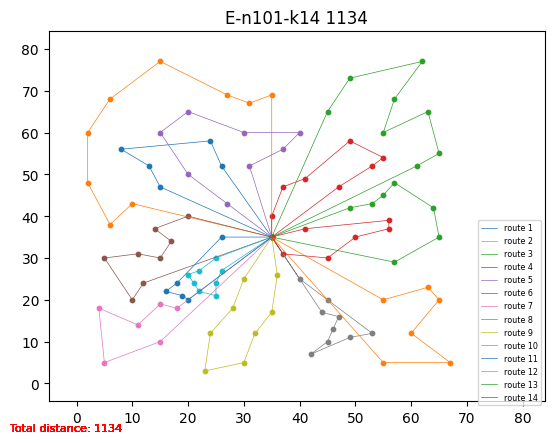 E-n101-k14 1134
80
70
60
50
40
30
20
10
0
0 10 20 30 40 50 60 70 80
route 1
route 2
route 3
route 4
route 5
route 6
route 7
route 8
route 9
route 10
route 11
route 12
route 13
route 14
Total distance: 1134